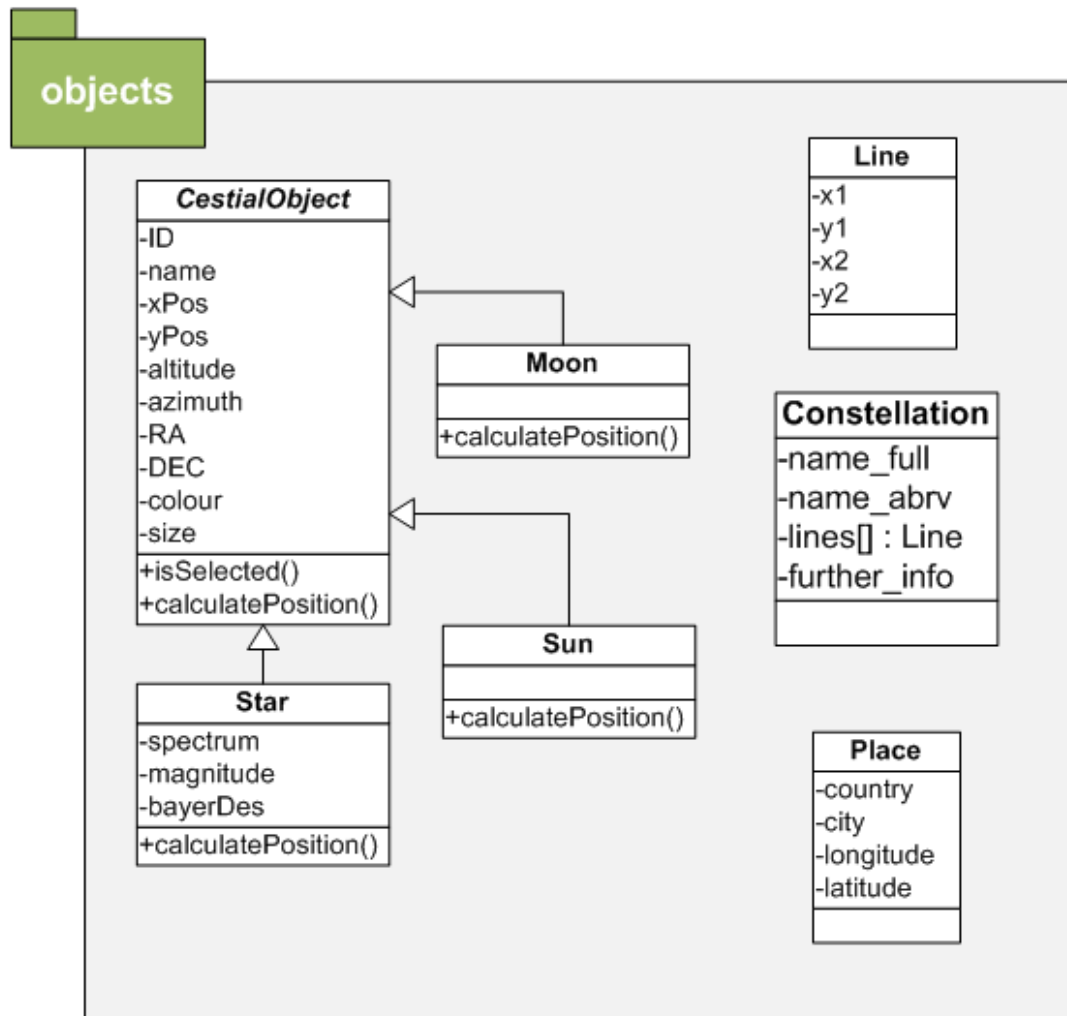 objects
CestialObject
-ID
-name
-xPos
-yPos
-altitude
-azimuth
-RA
-DEC
-colour
-size
+isSelected()
+calculatePosition()
Moon
+calculatePosition()
Sun
+calculatePosition()
Star
-spectrum
-magnitude
-bayerDes
+calculatePosition()
Line
-x1
-y1
-x2
-y2
Constellation
-name_full
-name_abrv
-lines[] : Line
-further_info
Place
-country
-city
-longitude
-latitude